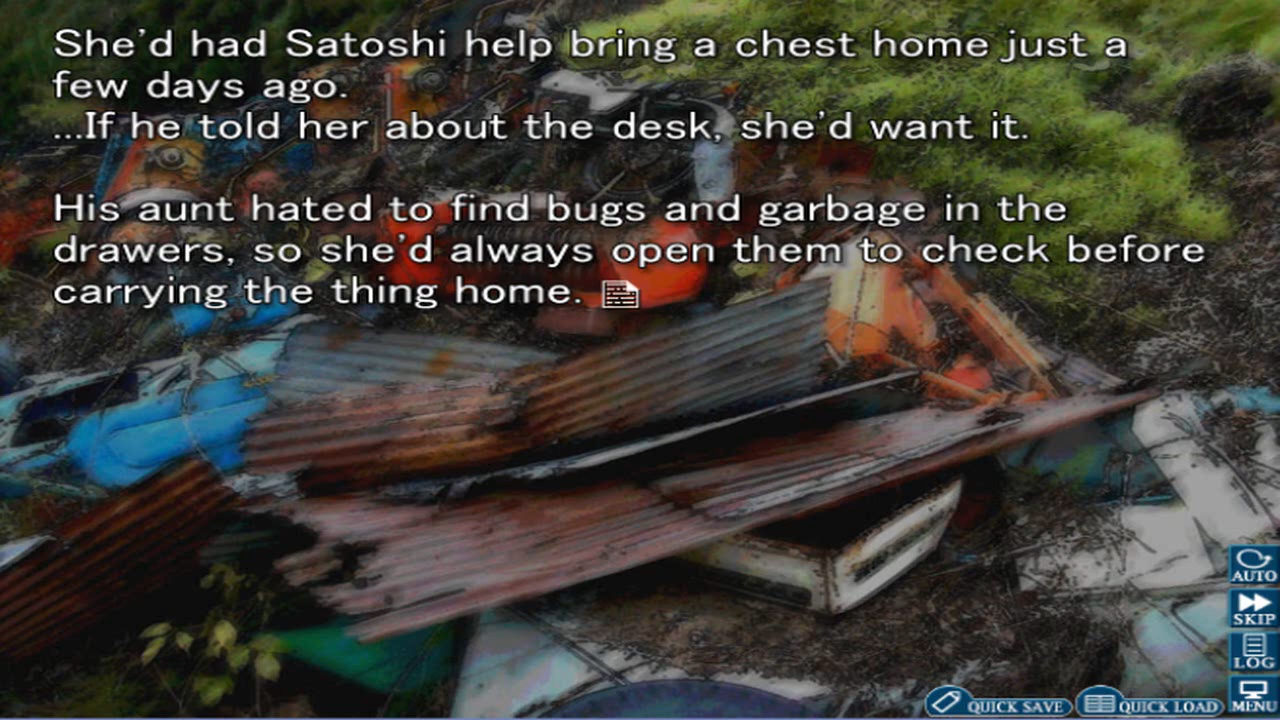 She'd had Satoshi help bring a chest home just a
few days ago.
...If he told her about the desk, she'd want it.
His aunt hated to find bugs and garbage in the
drawers, so she'd always open them to check before
carrying the thing home.
AUTO
SKIP
LOG
MENU
QUICK SAVE
QUICK LOAD